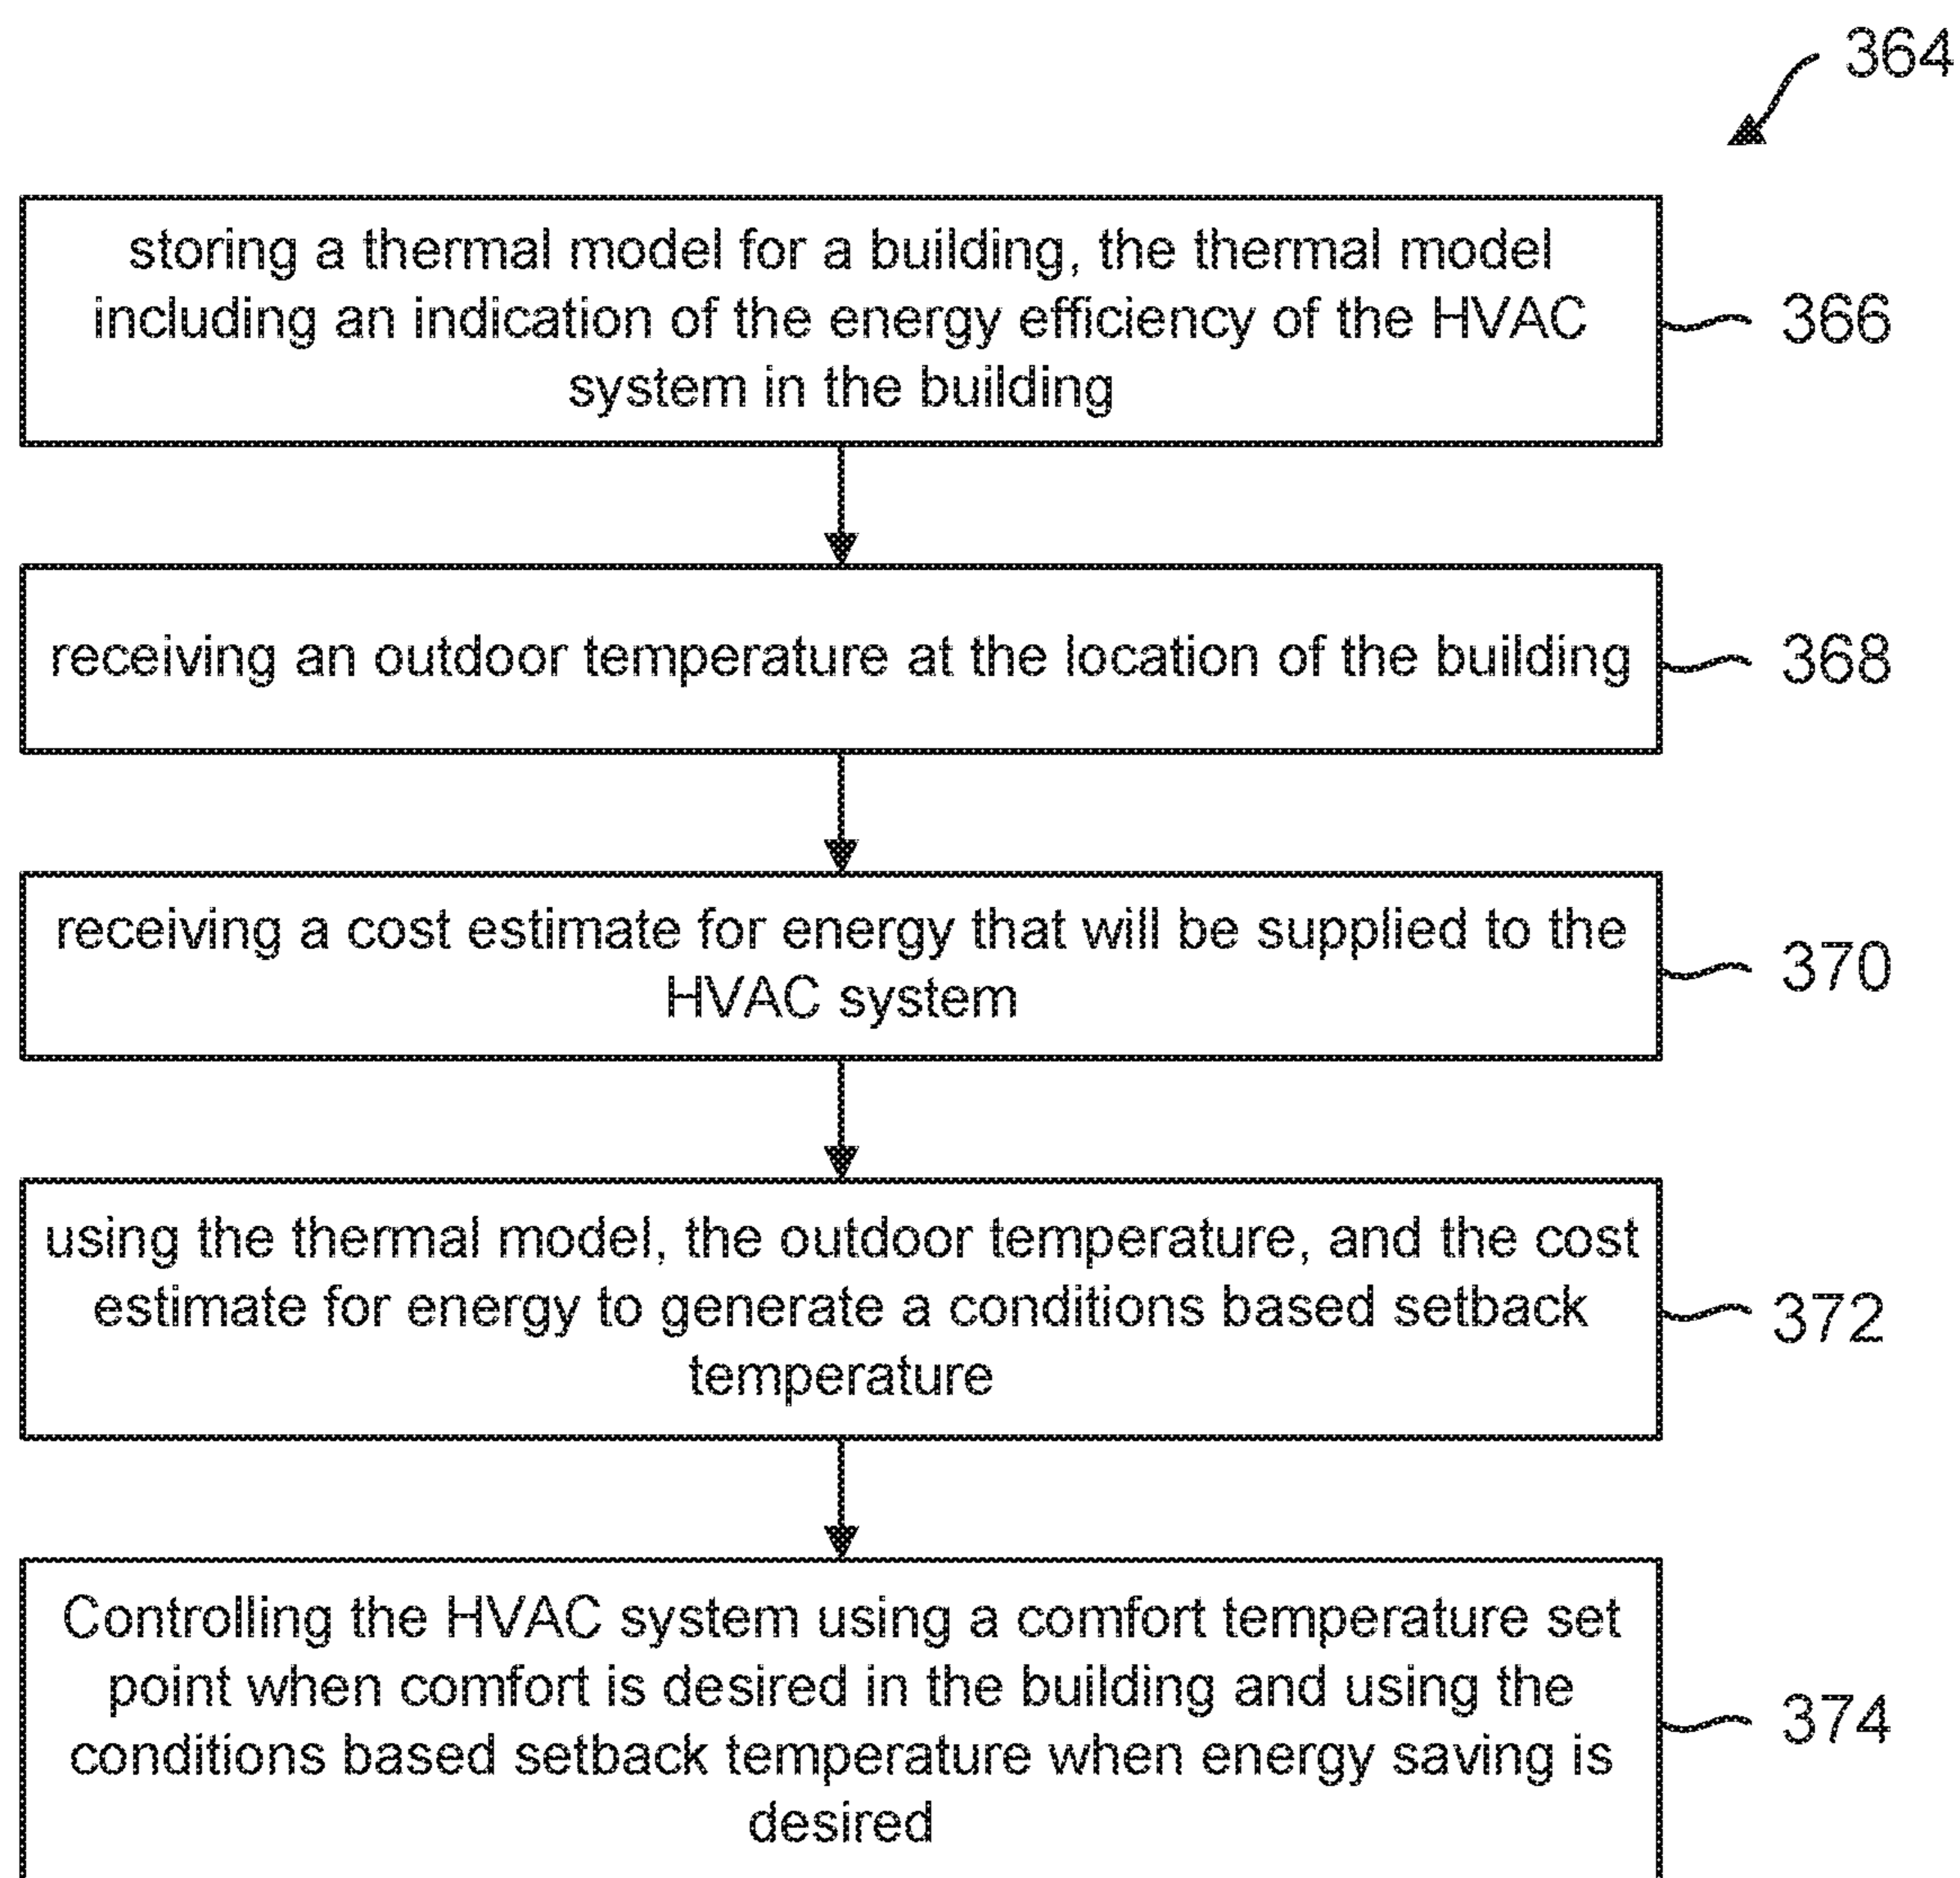 364
storing a thermal model for a building, the thermal model
including an indication of the energy efficiency of the HVAC
system in the building
366
receiving an outdoor temperature at the location of the building
368
receiving a cost estimate for energy that will be supplied to the
HVAC system
370
using the thermal model, the outdoor temperature, and the cost
estimate for energy to generate a conditions based setback
temperature
372
Controlling the HVAC system using a comfort temperature set
point when comfort is desired in the building and using the
conditions based setback temperature when energy saving is
desired
374